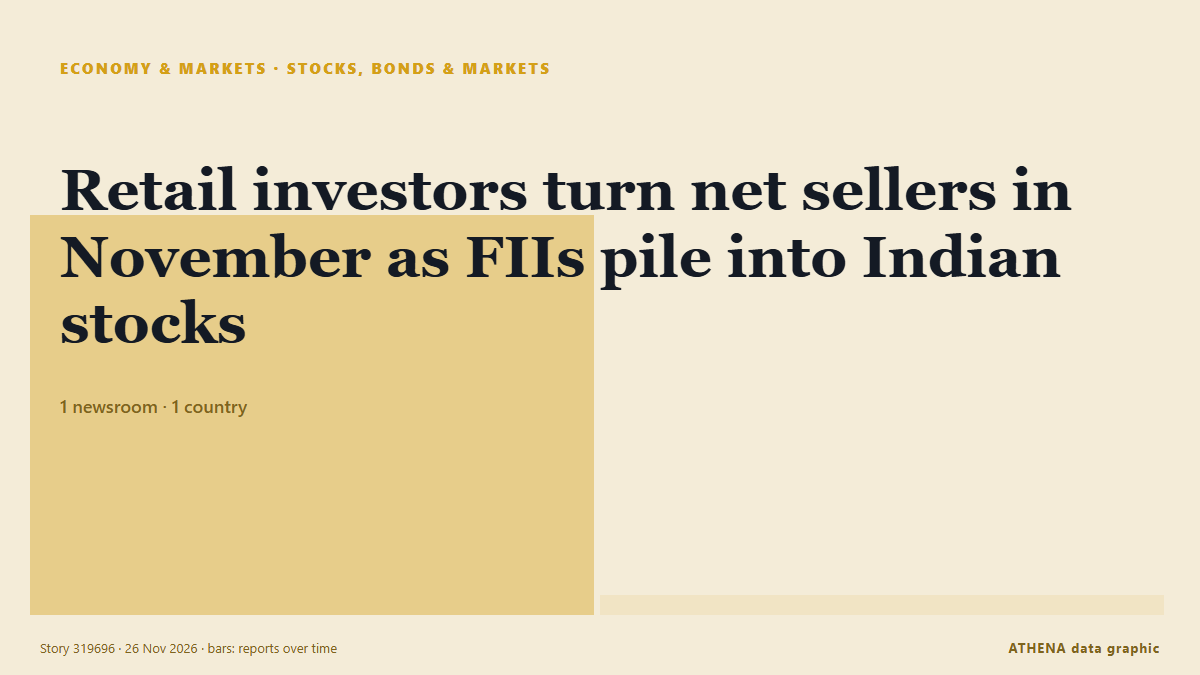 ECONOMY & MARKETS · STOCKS, BONDS & MARKETS
Retail investors turn net sellers in
November as FIIs pile into Indian
stocks
1 newsroom · 1 country
Story 319696 · 26 Nov 2026 · bars: reports over time
ATHENA data graphic